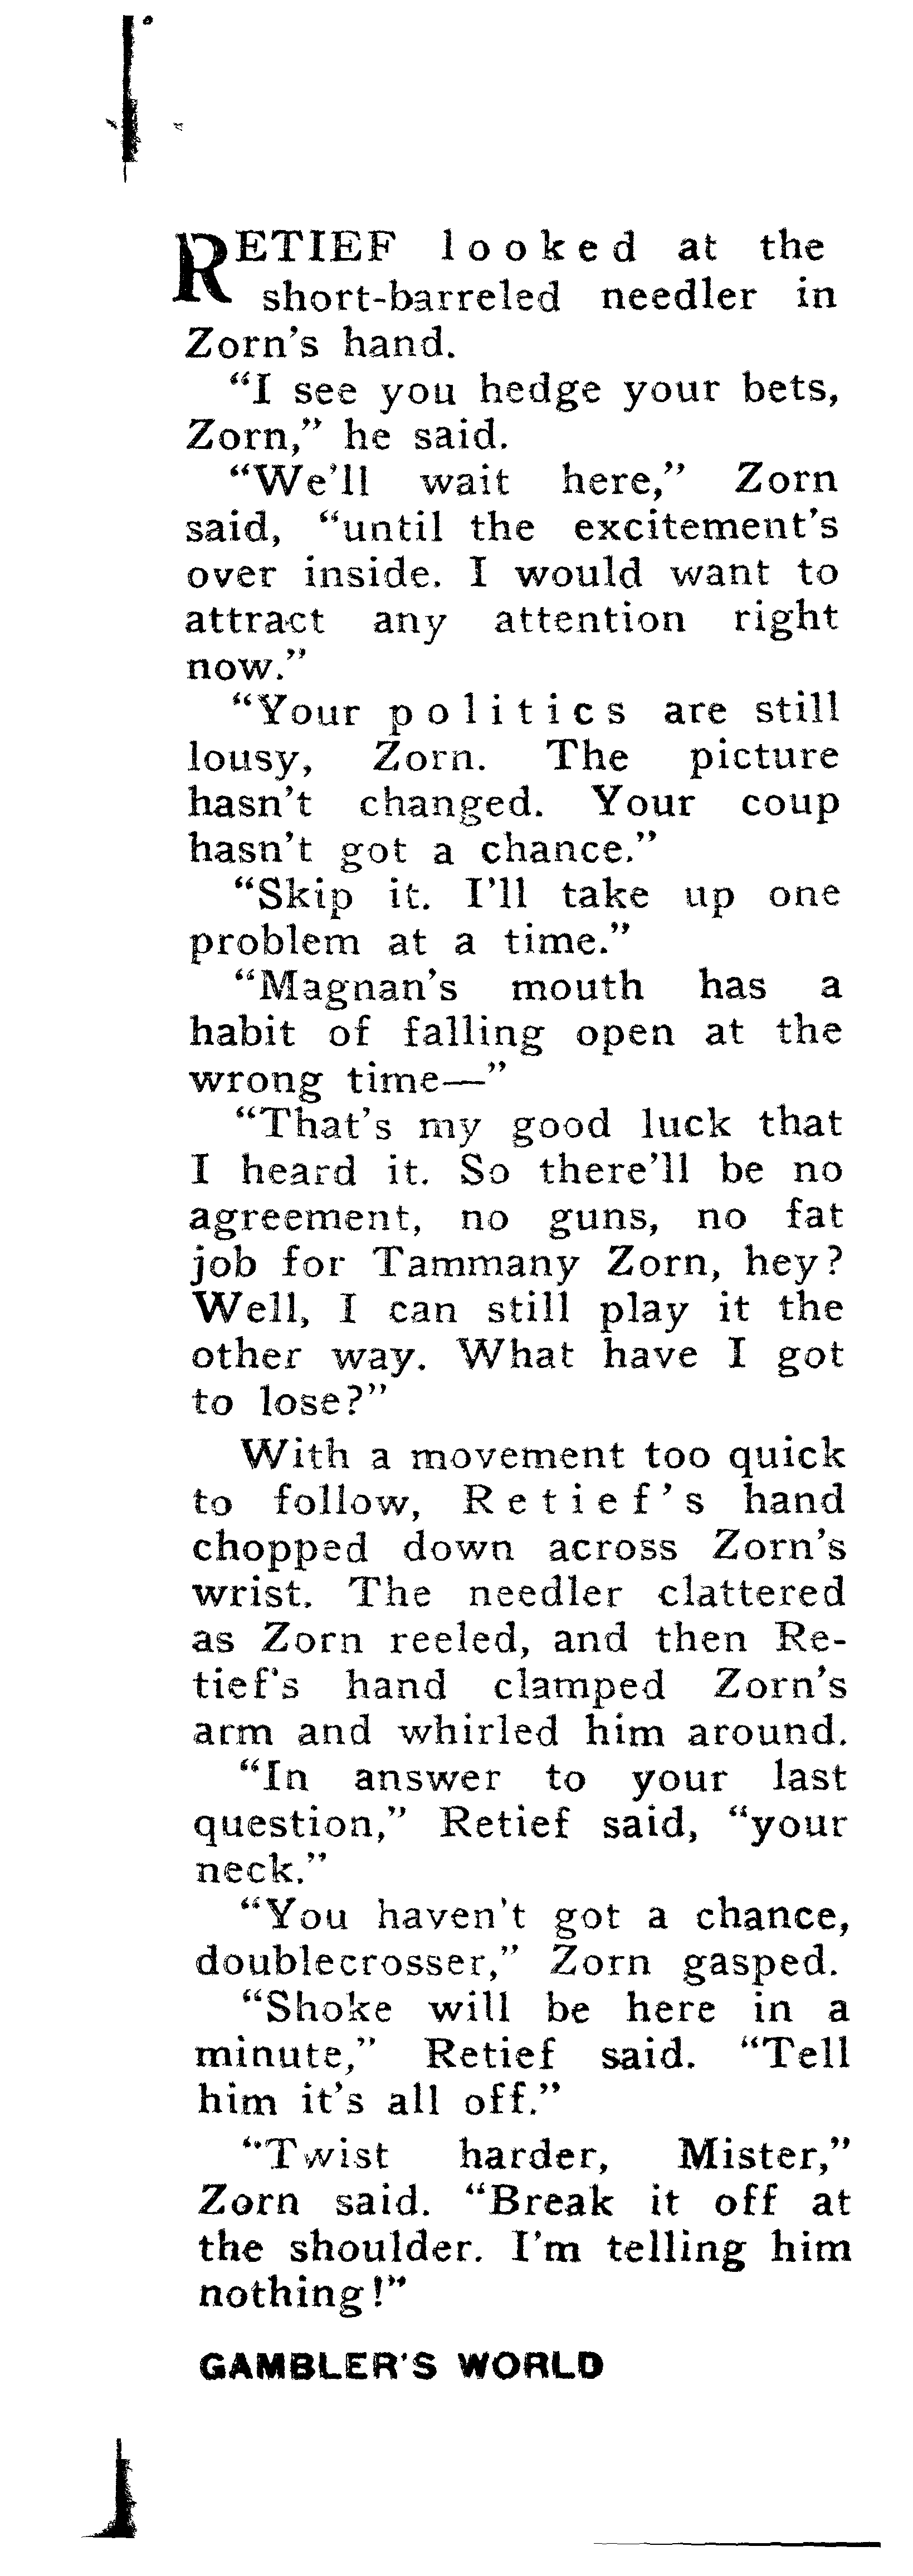 RETIEF looked at the
short-barreled needler in
Zorn's hand.
“I see you hedge your bets,
Zorn,” he said.
“We'll wait here,” Zorn
said, “until the excitement's
over inside. I would want to
attract any attention right
now.”
“Your politics are still
lousy, Zorn. The picture
hasn't changed. Your coup
hasn't got a chance.”
“Skip it. I'll take up one
problem at a time.”
“Magnan's mouth has a
habit of falling open at the
wrong time—”
“That's my good luck that
I heard it. So there'll be no
agreement, no guns, no fat
job for Tammany Zorn, hey?
Well, I can still play it the
other way. What have I got
to lose?”
With a movement too quick
to follow, Retief's hand
chopped down across Zorn's
wrist. The needler clattered
as Zorn reeled, and then Re-
tief's hand clamped Zorn's
arm and whirled him around.
“In answer to your last
question,” Retief said, “your
neck.”
“You haven't got a chance,
doublecrosser,” Zorn gasped.
“Shoke will be here in a
minute,” Retief said. “Tell
him it's all off.”
“Twist harder, Mister,”
Zorn said. “Break it off at
the shoulder. I'm telling him
nothing!”
GAMBLER'S WORLD